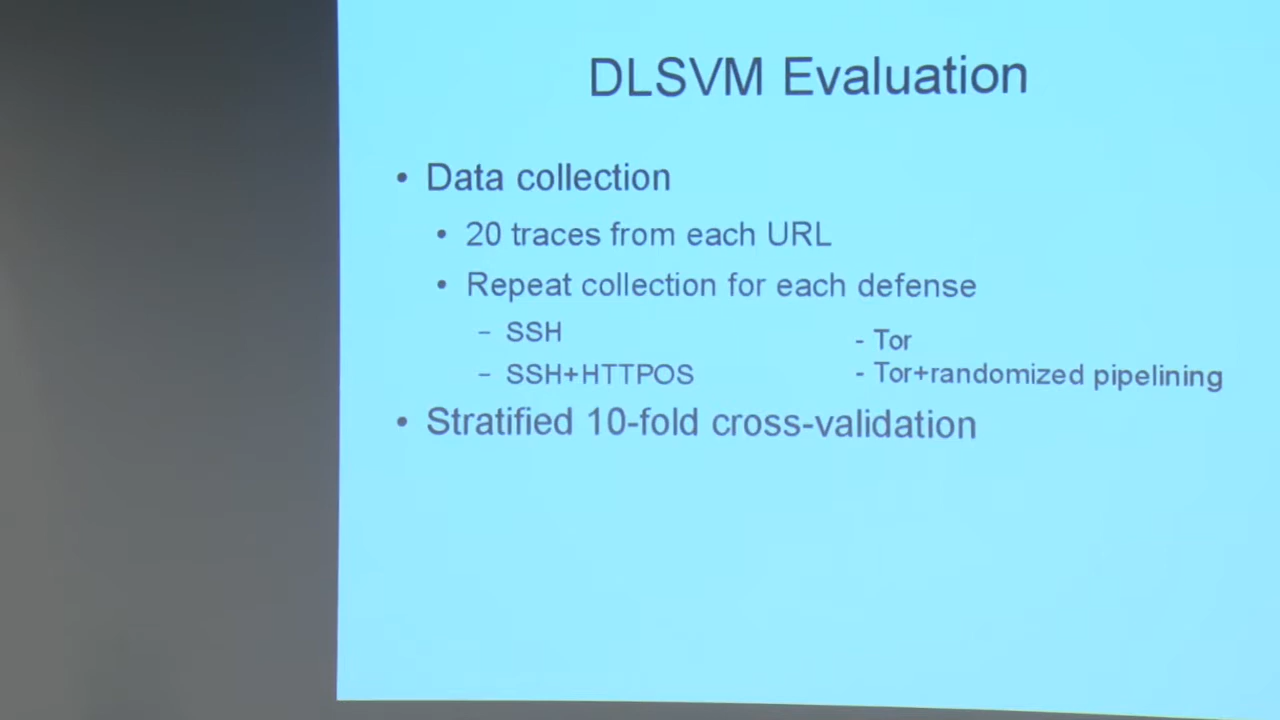 DLSVM Evaluation
• Data collection
• 20 traces from each URL
• Repeat collection for each defense
– SSH
– SSH+HTTPOS
- Tor
- Tor+randomized pipelining
• Stratified 10-fold cross-validation